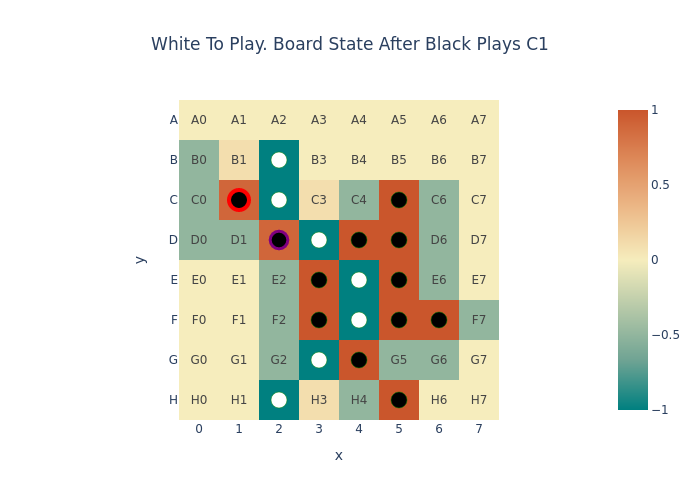 White To Play. Board State After Black Plays C1
A A0 A1 A2 A3 A4 A5 A6 A7 1
B B0 B1 B3 B4 B5 B6 B7
C C0 C3 C4 C6 C7 0.5
D D0 D1 D6 D7
y E E0 E1 E2 E6 E7 0
F F0 F1 F2 F7 −0.5
G G0 G1 G2 G5 G6 G7
H H0 H1 H3 H4 H6 H7 −1
0 1 2 3 4 5 6 7
x